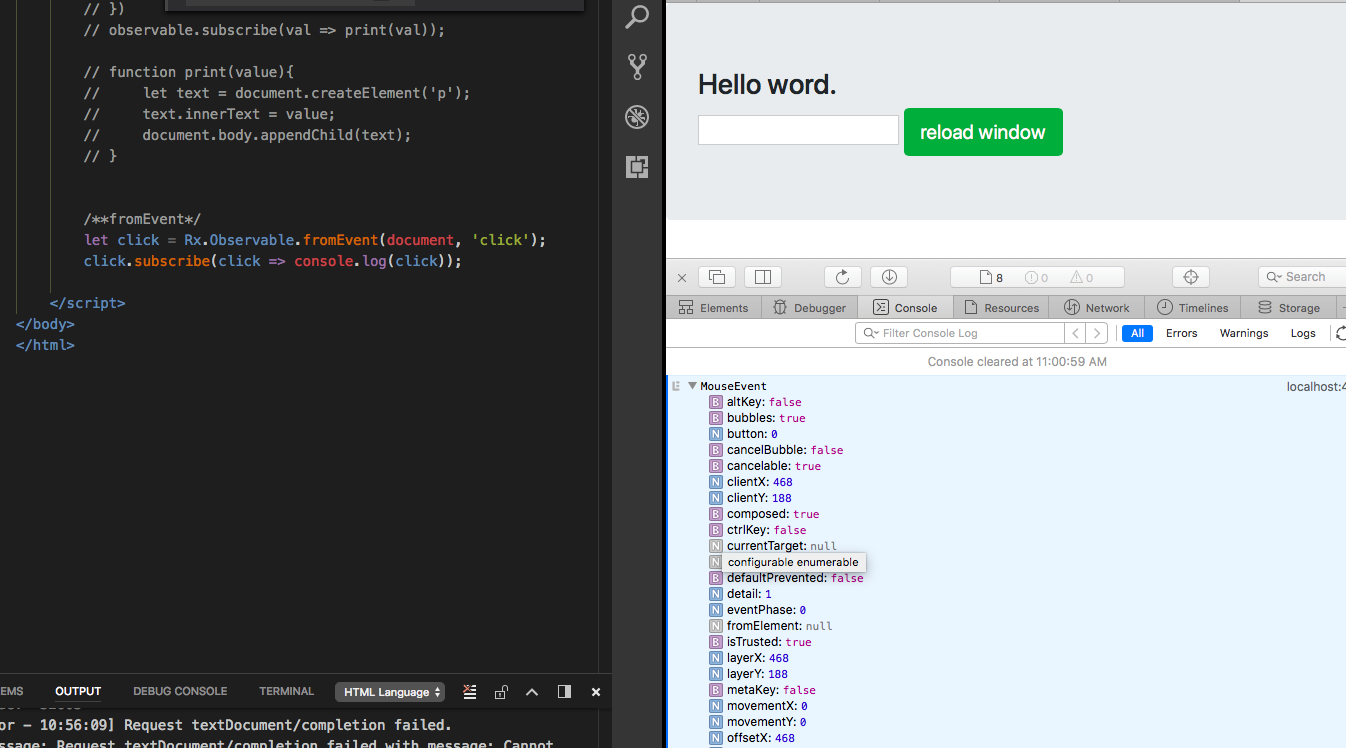 // })
// observable.subscribe(val => print(val));
// function print(value){
//     let text = document.createElement('p');
//     text.innerText = value;
//     document.body.appendChild(text);
// }
/**fromEvent*/
let click = Rx.Observable.fromEvent(document, 'click');
click.subscribe(click => console.log(click));
</script>
</body>
</html>
EMS OUTPUT DEBUG CONSOLE TERMINAL HTML Language
or - 10:56:09] Request textDocument/completion failed.
ssage: Request textDocument/completion failed with message: Cannot
Hello word.
reload window
8 0 0 Search
Elements Debugger Console Resources Network Timelines Storage
Filter Console Log All Errors Warnings Logs
Console cleared at 11:00:59 AM
MouseEvent localhost:4
B altKey: false
B bubbles: true
N button: 0
B cancelBubble: false
B cancelable: true
N clientX: 468
N clientY: 188
B composed: true
B ctrlKey: false
N currentTarget: null
N configurable enumerable
B defaultPrevented: false
N detail: 1
N eventPhase: 0
N fromElement: null
B isTrusted: true
N layerX: 468
N layerY: 188
B metaKey: false
N movementX: 0
N movementY: 0
N offsetX: 468